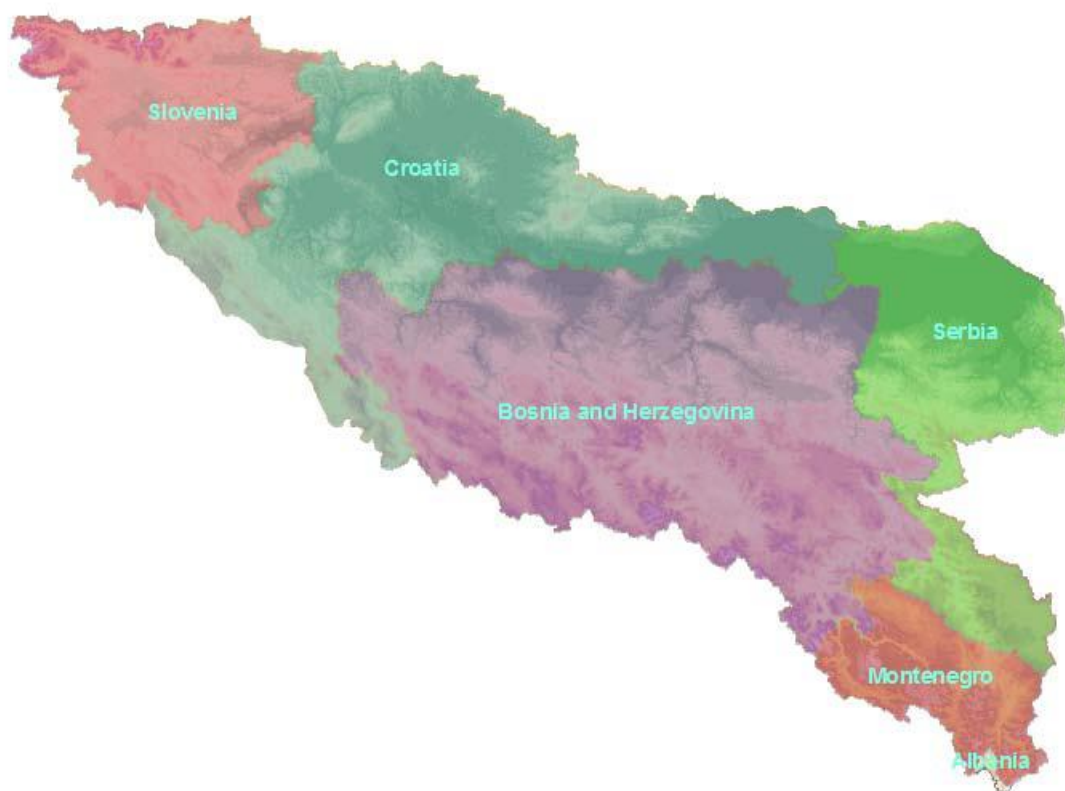 Slovenia
Croatia
Serbia
Bosnia and Herzegovina
Montenegro
Albania